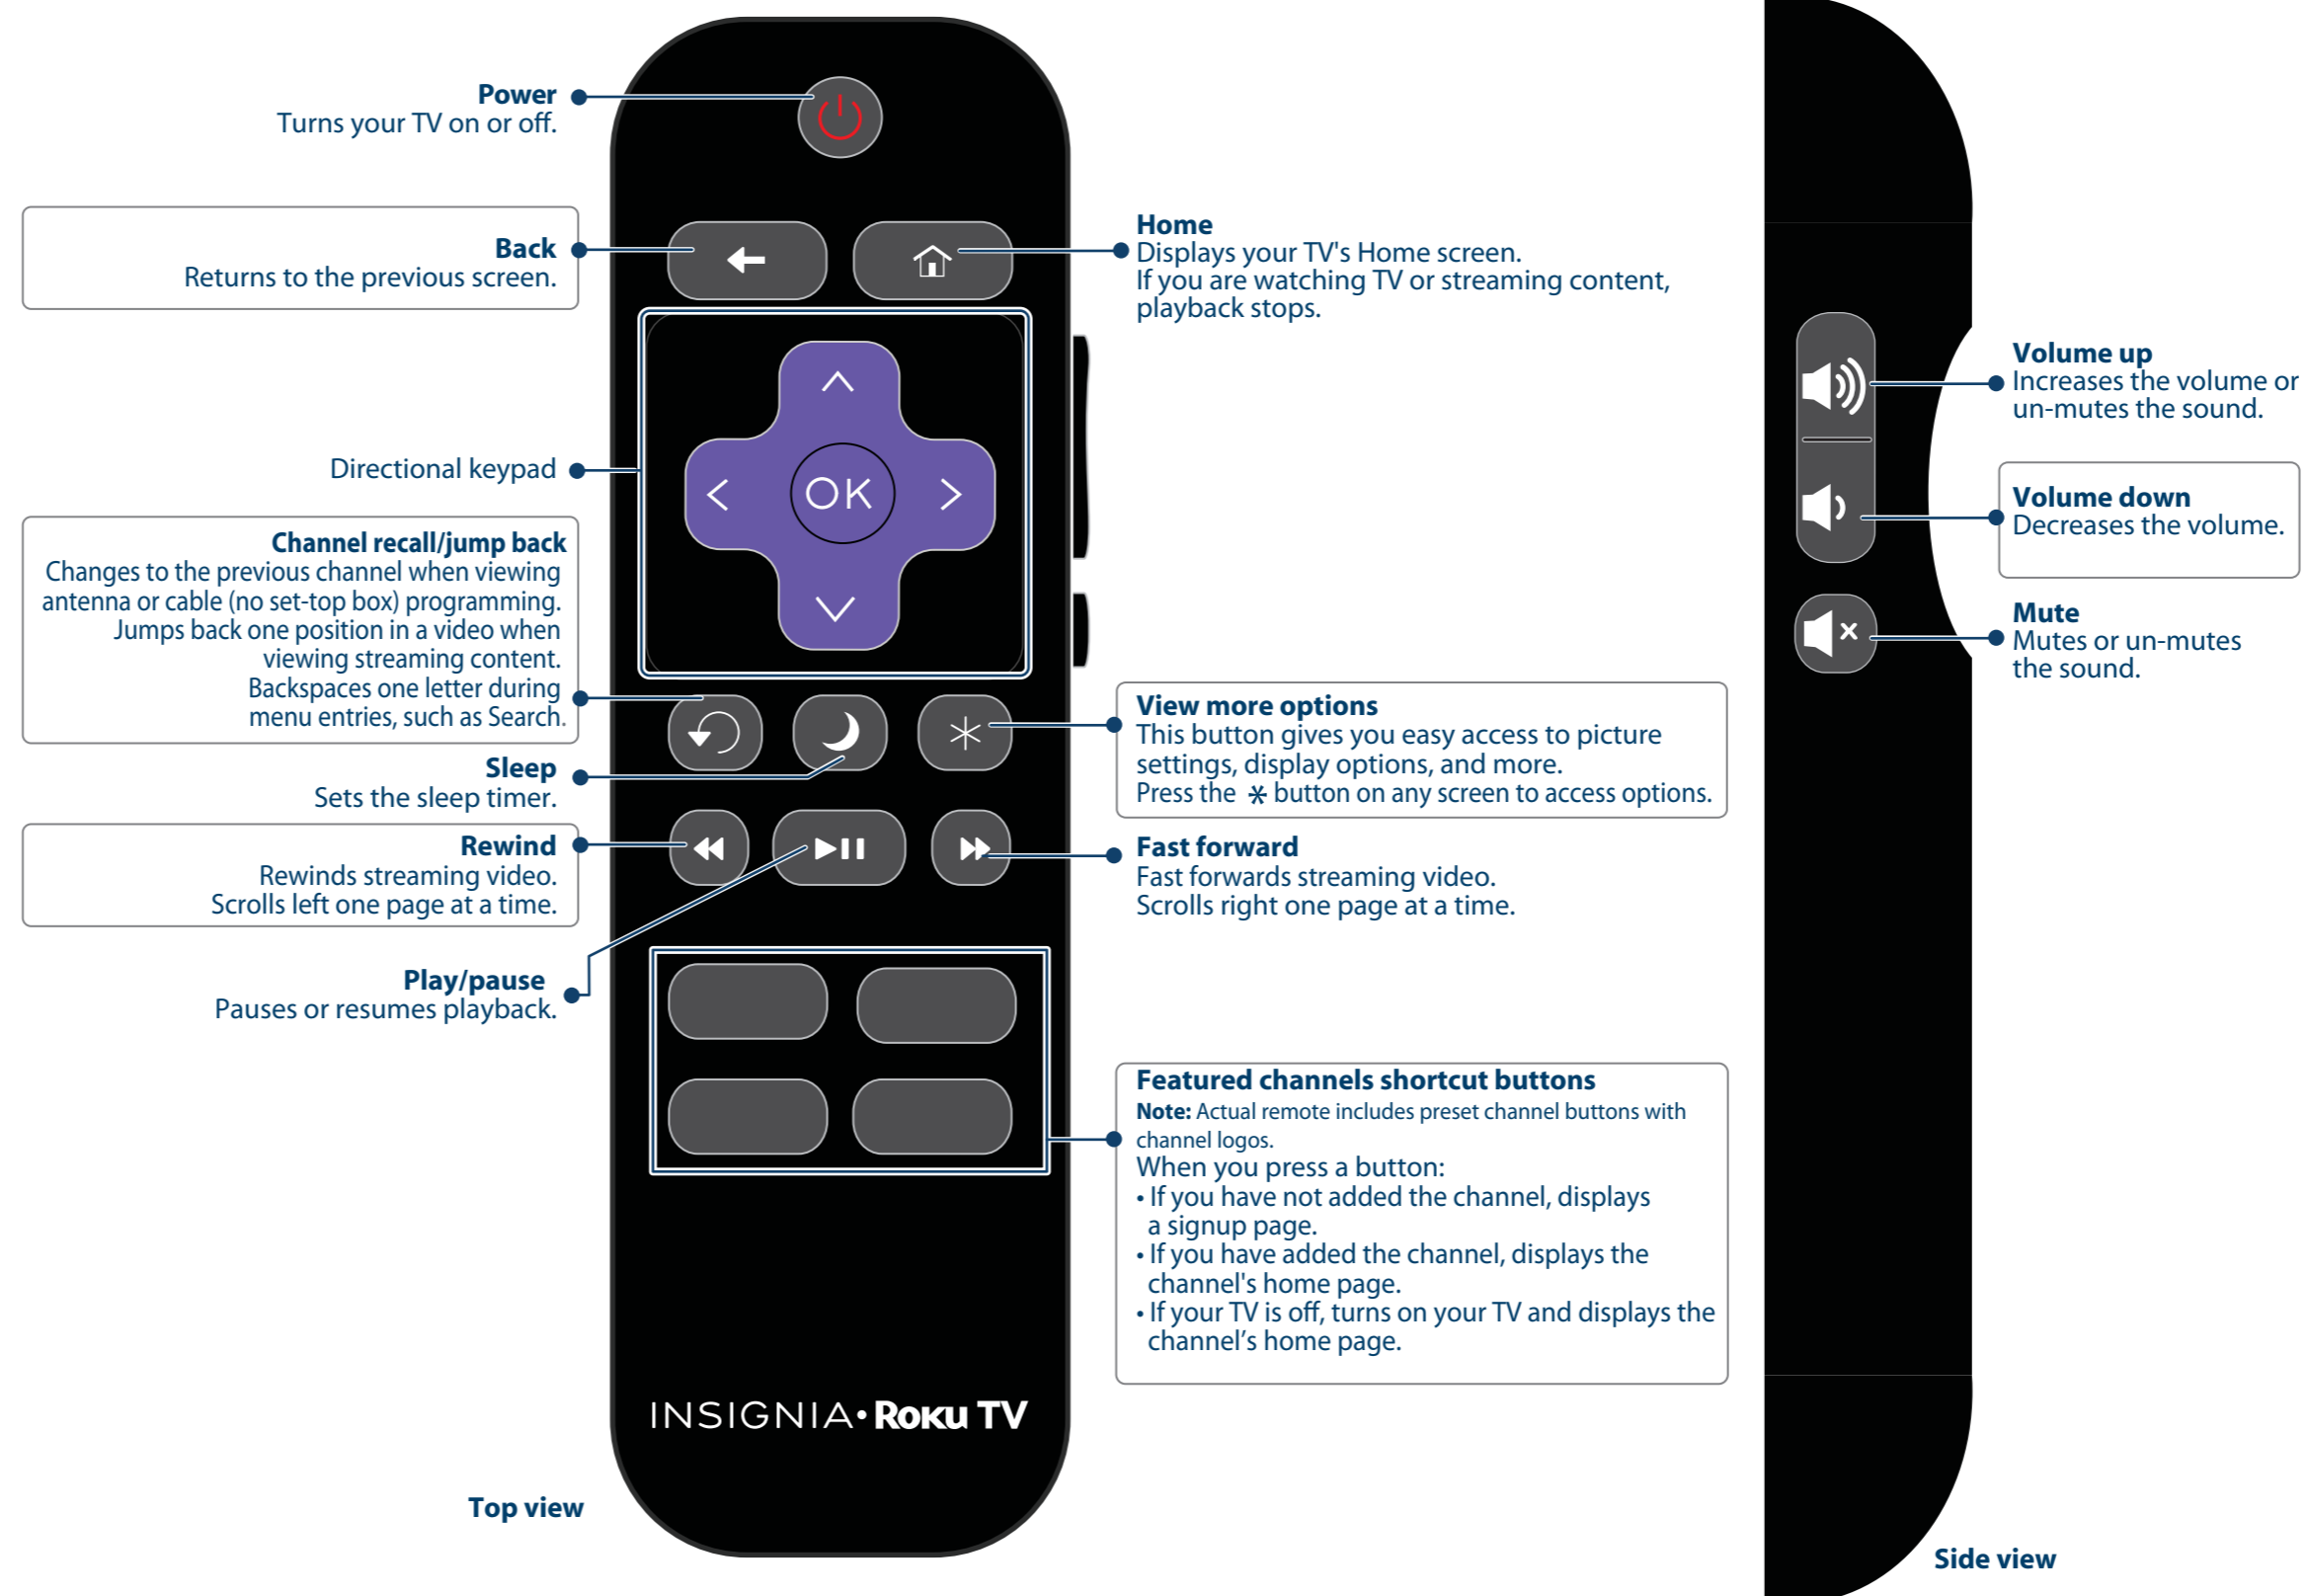 Power
Turns your TV on or off.
Back
Returns to the previous screen.
Home
Displays your TV's Home screen.
If you are watching TV or streaming content,
playback stops.
Directional keypad
OK
Channel recall/jump back
Changes to the previous channel when viewing
antenna or cable (no set-top box) programming.
Jumps back one position in a video when
viewing streaming content.
Backspaces one letter during
menu entries, such as Search.
Sleep
Sets the sleep timer.
View more options
This button gives you easy access to picture
settings, display options, and more.
Press the * button on any screen to access options.
Rewind
Rewinds streaming video.
Scrolls left one page at a time.
Fast forward
Fast forwards streaming video.
Scrolls right one page at a time.
Play/pause
Pauses or resumes playback.
Featured channels shortcut buttons
Note: Actual remote includes preset channel buttons with
channel logos.
When you press a button:
• If you have not added the channel, displays
a signup page.
• If you have added the channel, displays the
channel's home page.
• If your TV is off, turns on your TV and displays the
channel’s home page.
INSIGNIA•Roku TV
Top view
Volume up
Increases the volume or
un-mutes the sound.
Volume down
Decreases the volume.
Mute
Mutes or un-mutes
the sound.
Side view